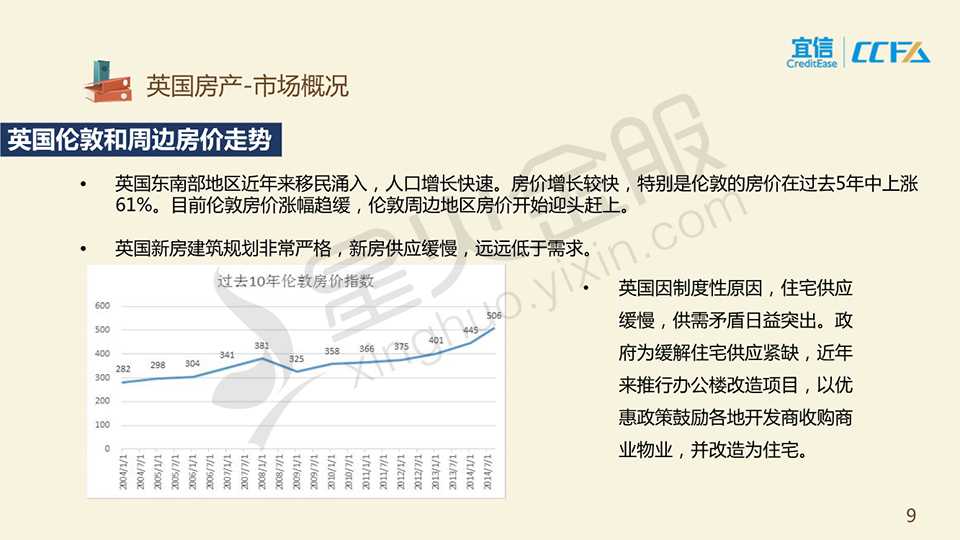 宜信
CreditEase
CCFA
英国房产-市场概况
英国伦敦和周边房价走势
• 英国东南部地区近年来移民涌入，人口增长快速。房价增长较快，特别是伦敦的房价在过去5年中上涨
61%。目前伦敦房价涨幅趋缓，伦敦周边地区房价开始迎头赶上。
• 英国新房建筑规划非常严格，新房供应缓慢，远远低于需求。
过去10年伦敦房价指数
600
500
400
300
200
100
0
282
298
304
341
381
325
358
366
375
401
445
506
2004/1/1
2004/7/1
2005/1/1
2005/7/1
2006/1/1
2006/7/1
2007/1/1
2007/7/1
2008/1/1
2008/7/1
2009/1/1
2009/7/1
2010/1/1
2010/7/1
2011/1/1
2011/7/1
2012/1/1
2012/7/1
2013/1/1
2013/7/1
2014/1/1
2014/7/1
• 英国因制度性原因，住宅供应
缓慢，供需矛盾日益突出。政
府为缓解住宅供应紧缺，近年
来推行办公楼改造项目，以优
惠政策鼓励各地开发商收购商
业物业，并改造为住宅。
星火金服
xinghuo.yixin.com
9